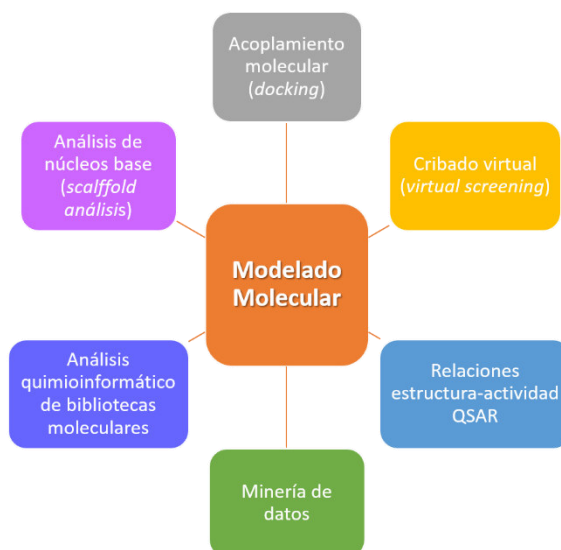 Acoplamiento
molecular
(docking)
Análisis de
núcleos base
(scalffold
análisis)
Cribado virtual
(virtual screening)
Modelado
Molecular
Análisis
quimioinformático
de bibliotecas
moleculares
Relaciones
estructura-actividad
QSAR
Minería de
datos